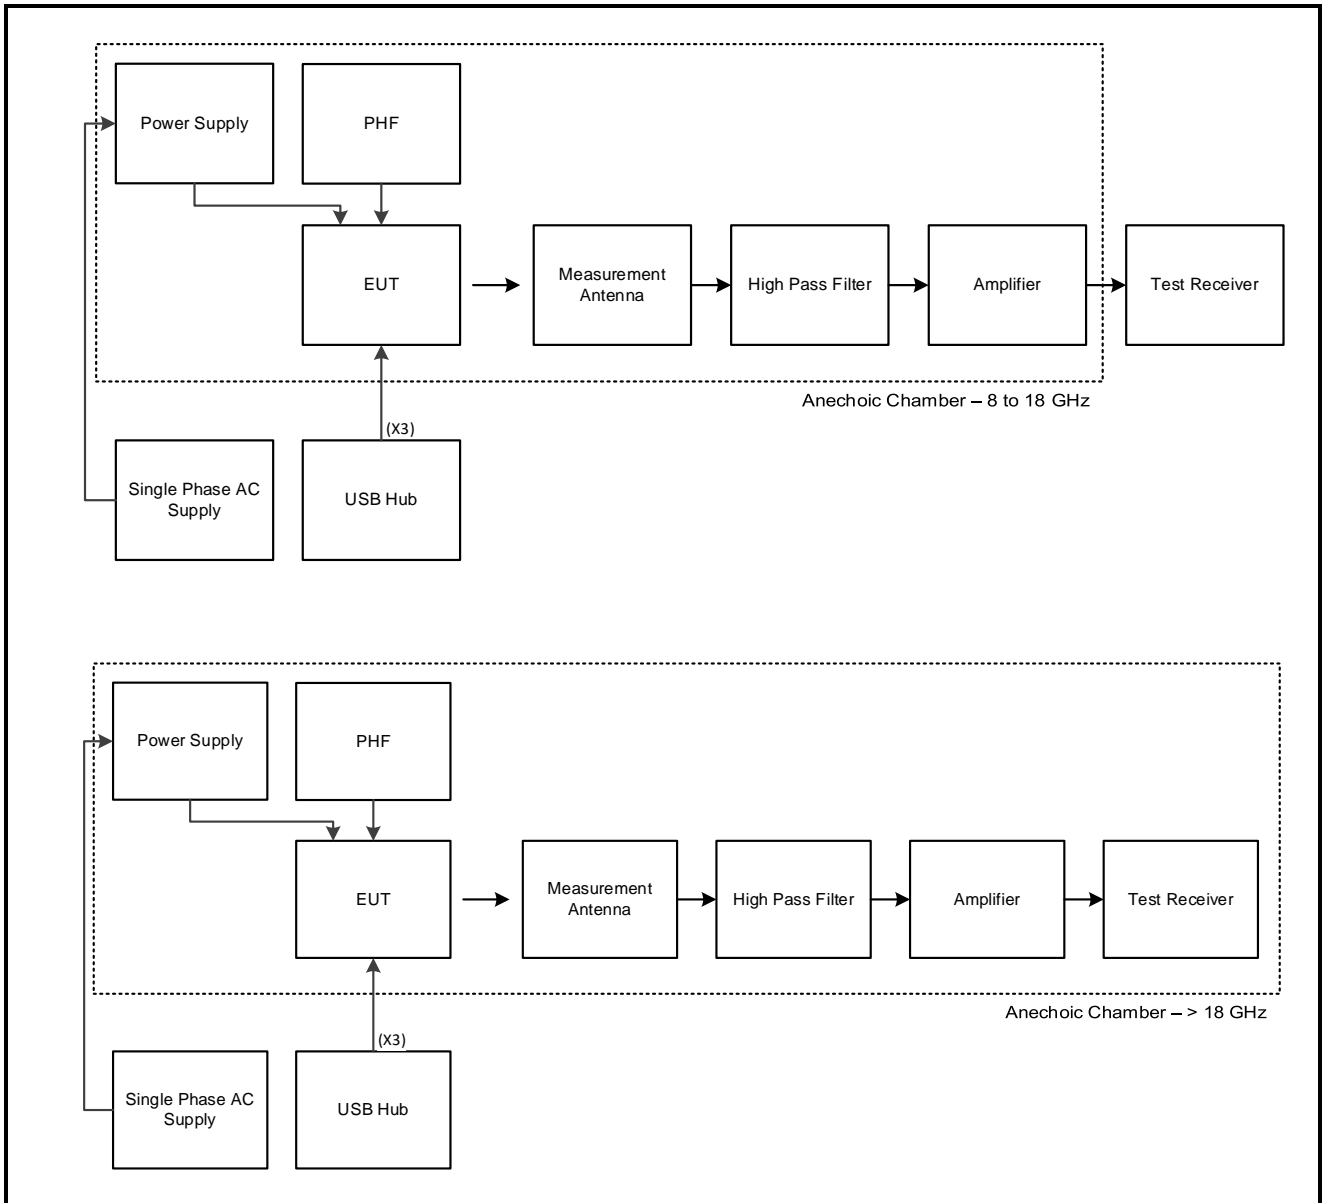 Power Supply
PHF
EUT
Measurement
Antenna
High Pass Filter
Amplifier
Test Receiver
Anechoic Chamber – 8 to 18 GHz
(X3)
Single Phase AC
Supply
USB Hub
Power Supply
PHF
EUT
Measurement
Antenna
High Pass Filter
Amplifier
Test Receiver
Anechoic Chamber – > 18 GHz
(X3)
Single Phase AC
Supply
USB Hub